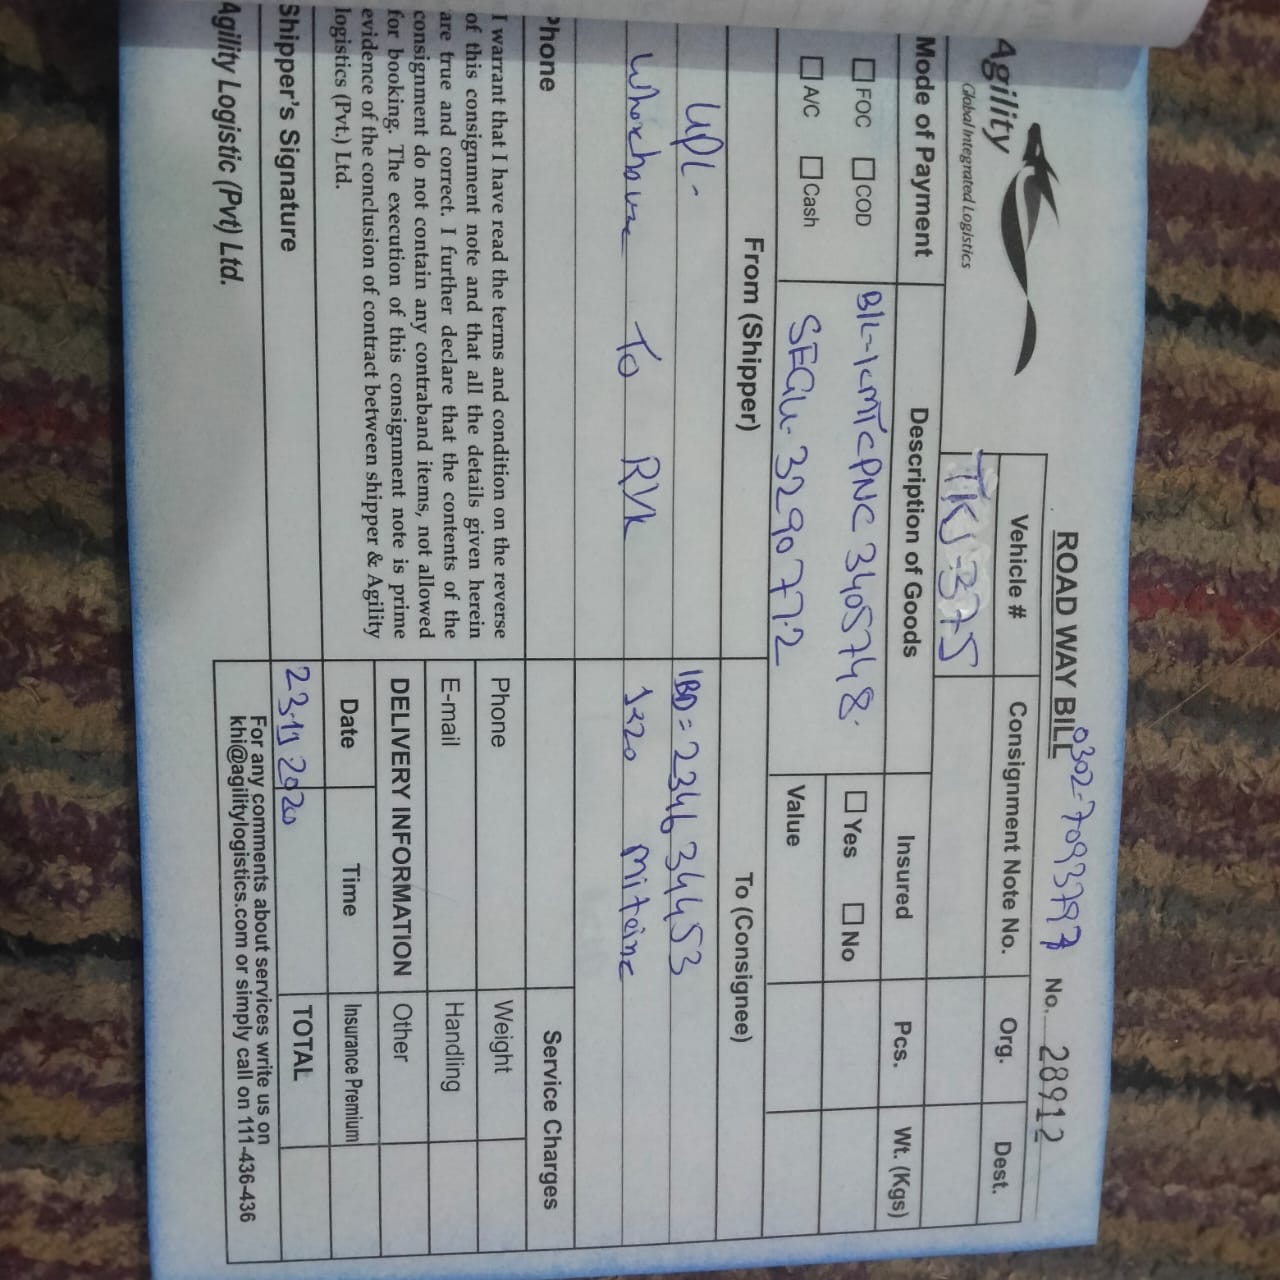 0302-7093797
ROAD WAY BILL No. 28912
Agility
Global Integrated Logistics
Vehicle # Consignment Note No. Org. Dest.
TKJ-375
Mode of Payment Description of Goods Insured Pcs. Wt. (Kgs)
FOC COD B/L-KMTCPNC 3405748. Yes No
A/C Cash SEGU-329077-2 Value
From (Shipper) To (Consignee)
UPL- IBD=234634453
To RYK 1x20
Phone Service Charges
I warrant that I have read the terms and condition on the reverse
of this consignment note and that all the details given herein
are true and correct. I further declare that the contents of the
consignment do not contain any contraband items, not allowed
for booking. The execution of this consignment note is prime
evidence of the conclusion of contract between shipper & Agility
logistics (Pvt.) Ltd.
Phone Weight
E-mail Handling
DELIVERY INFORMATION Other
Date Time Insurance Premium
Shipper's Signature 23-11-2020 TOTAL
Agility Logistic (Pvt) Ltd.
For any comments about services write us on
khi@agilitylogistics.com or simply call on 111-436-436